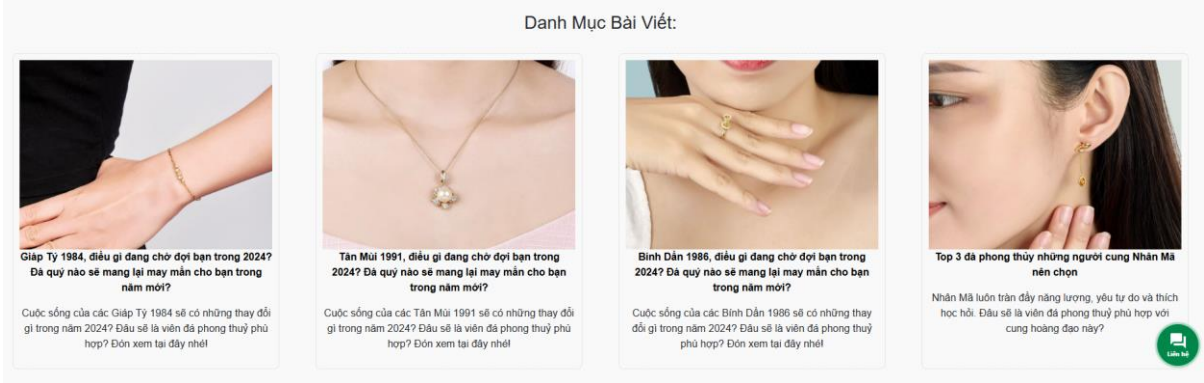 Danh Mục Bài Viết:
Giáp Tý 1984, điều gì đang chờ đợi bạn trong 2024?
Đá quý nào sẽ mang lại may mắn cho bạn trong
năm mới?
Cuộc sống của các Giáp Tý 1984 sẽ có những thay đổi
gì trong năm 2024? Đâu sẽ là viên đá phong thuỷ phù
hợp? Đón xem tại đây nhé!
Tân Mùi 1991, điều gì đang chờ đợi bạn trong
2024? Đá quý nào sẽ mang lại may mắn cho bạn
trong năm mới?
Cuộc sống của các Tân Mùi 1991 sẽ có những thay đổi
gì trong năm 2024? Đâu sẽ là viên đá phong thuỷ phù
hợp? Đón xem tại đây nhé!
Bính Dần 1986, điều gì đang chờ đợi bạn trong
2024? Đá quý nào sẽ mang lại may mắn cho bạn
trong năm mới?
Cuộc sống của các Bính Dần 1986 sẽ có những thay
đổi gì trong năm 2024? Đâu sẽ là viên đá phong thuỷ
phù hợp? Đón xem tại đây nhé!
Top 3 đá phong thủy những người cung Nhân Mã
nên chọn
Nhân Mã luôn tràn đầy năng lượng, yêu tự do và thích
học hỏi. Đâu sẽ là viên đá phong thuỷ phù hợp với
cung hoàng đạo này?
Liên hệ